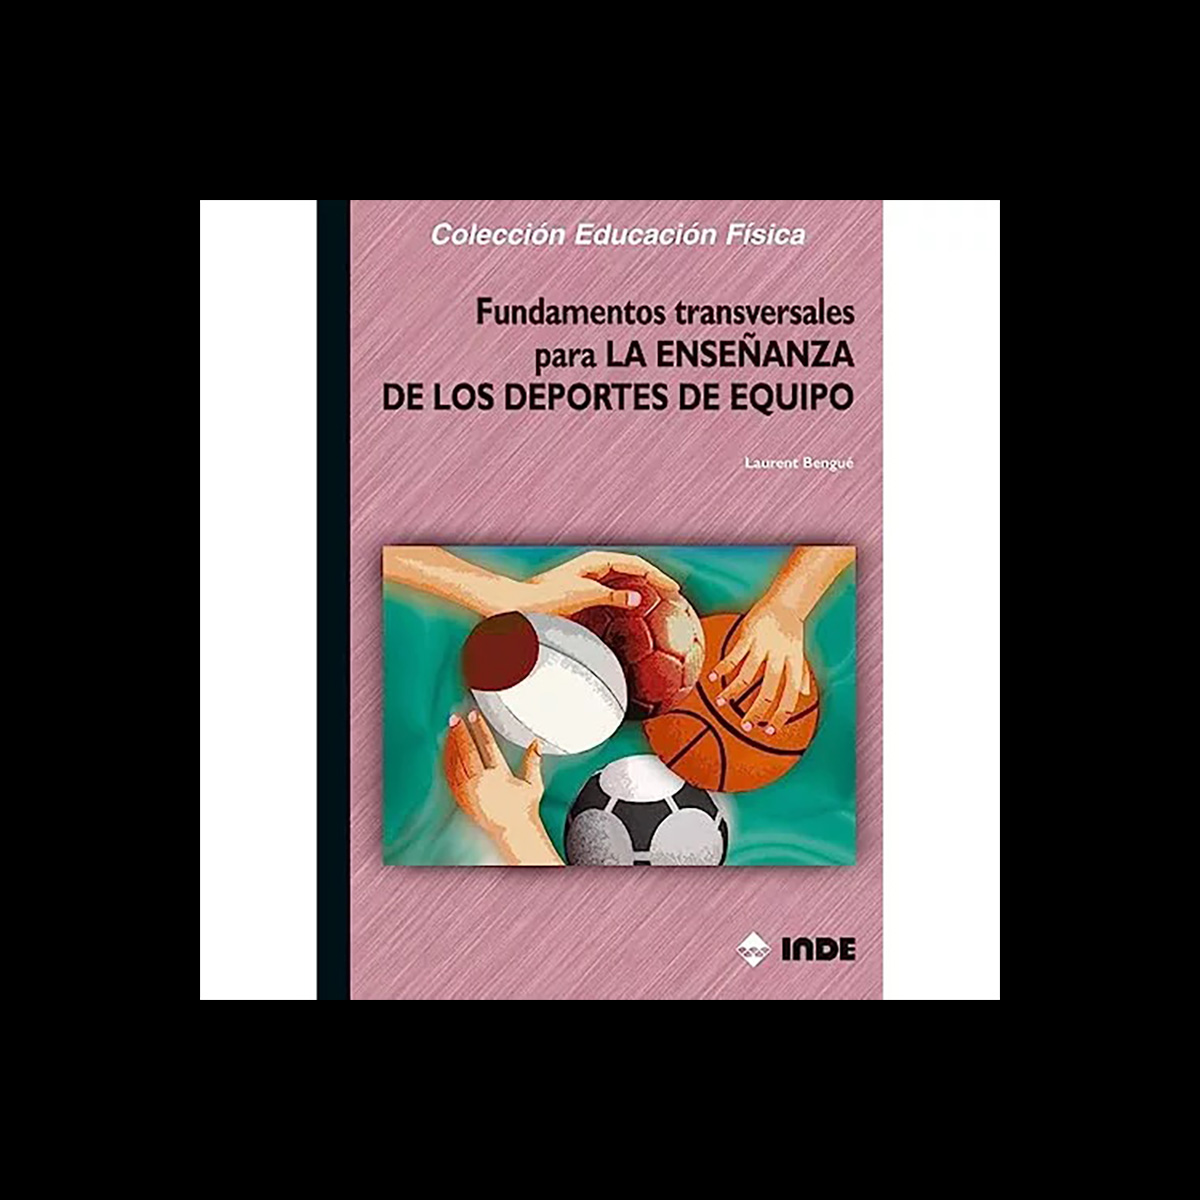 Colección Educación Física
Fundamentos transversales
para LA ENSEÑANZA
DE LOS DEPORTES DE EQUIPO
Laurent Bengué
INDE